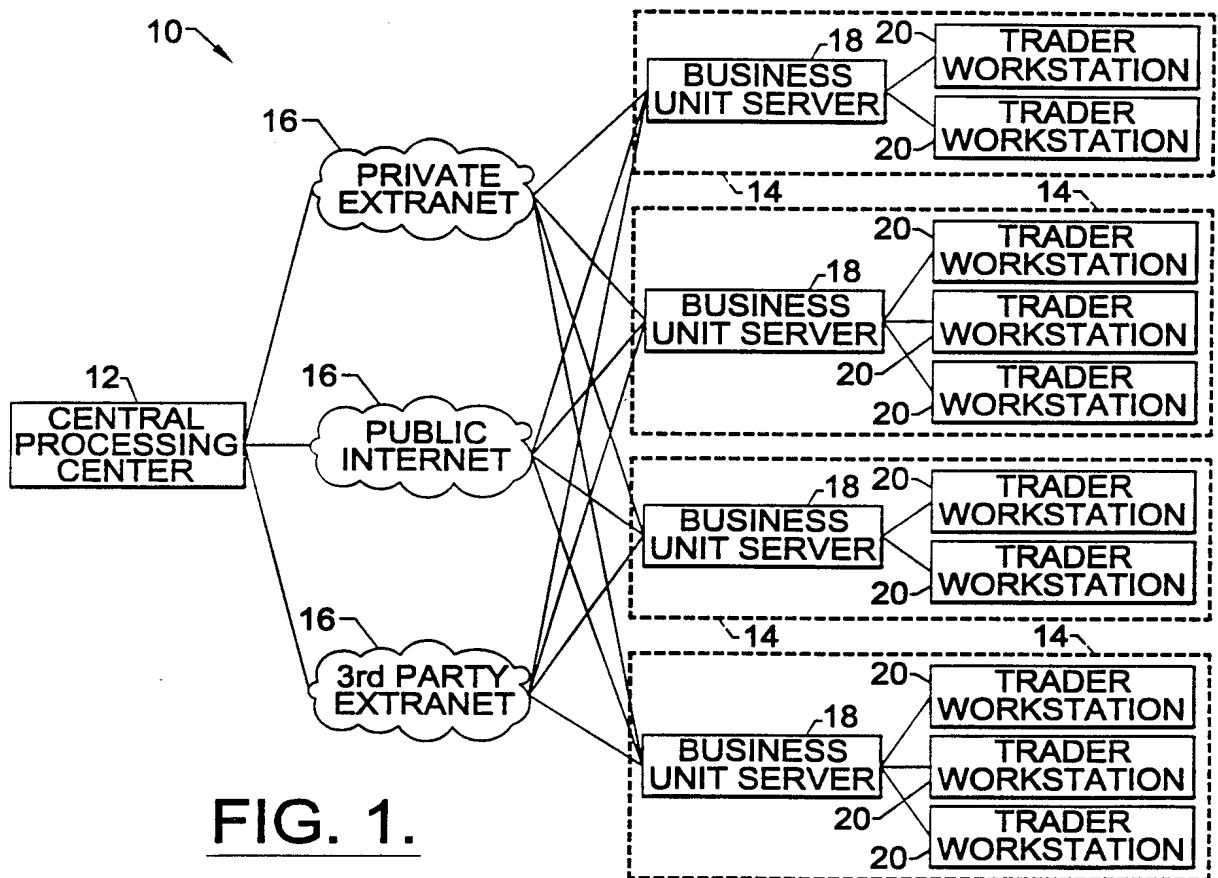 10
16
PRIVATE
EXTRANET
12
CENTRAL
PROCESSING
CENTER
16
PUBLIC
INTERNET
16
3rd PARTY
EXTRANET
18
BUSINESS
UNIT SERVER
20
TRADER
WORKSTATION
TRADER
WORKSTATION
20
14
14
18
BUSINESS
UNIT SERVER
20
TRADER
WORKSTATION
TRADER
WORKSTATION
20
TRADER
WORKSTATION
20
18
BUSINESS
UNIT SERVER
20
TRADER
WORKSTATION
TRADER
WORKSTATION
20
14
14
18
BUSINESS
UNIT SERVER
20
TRADER
WORKSTATION
TRADER
WORKSTATION
20
TRADER
WORKSTATION
20
FIG. 1.